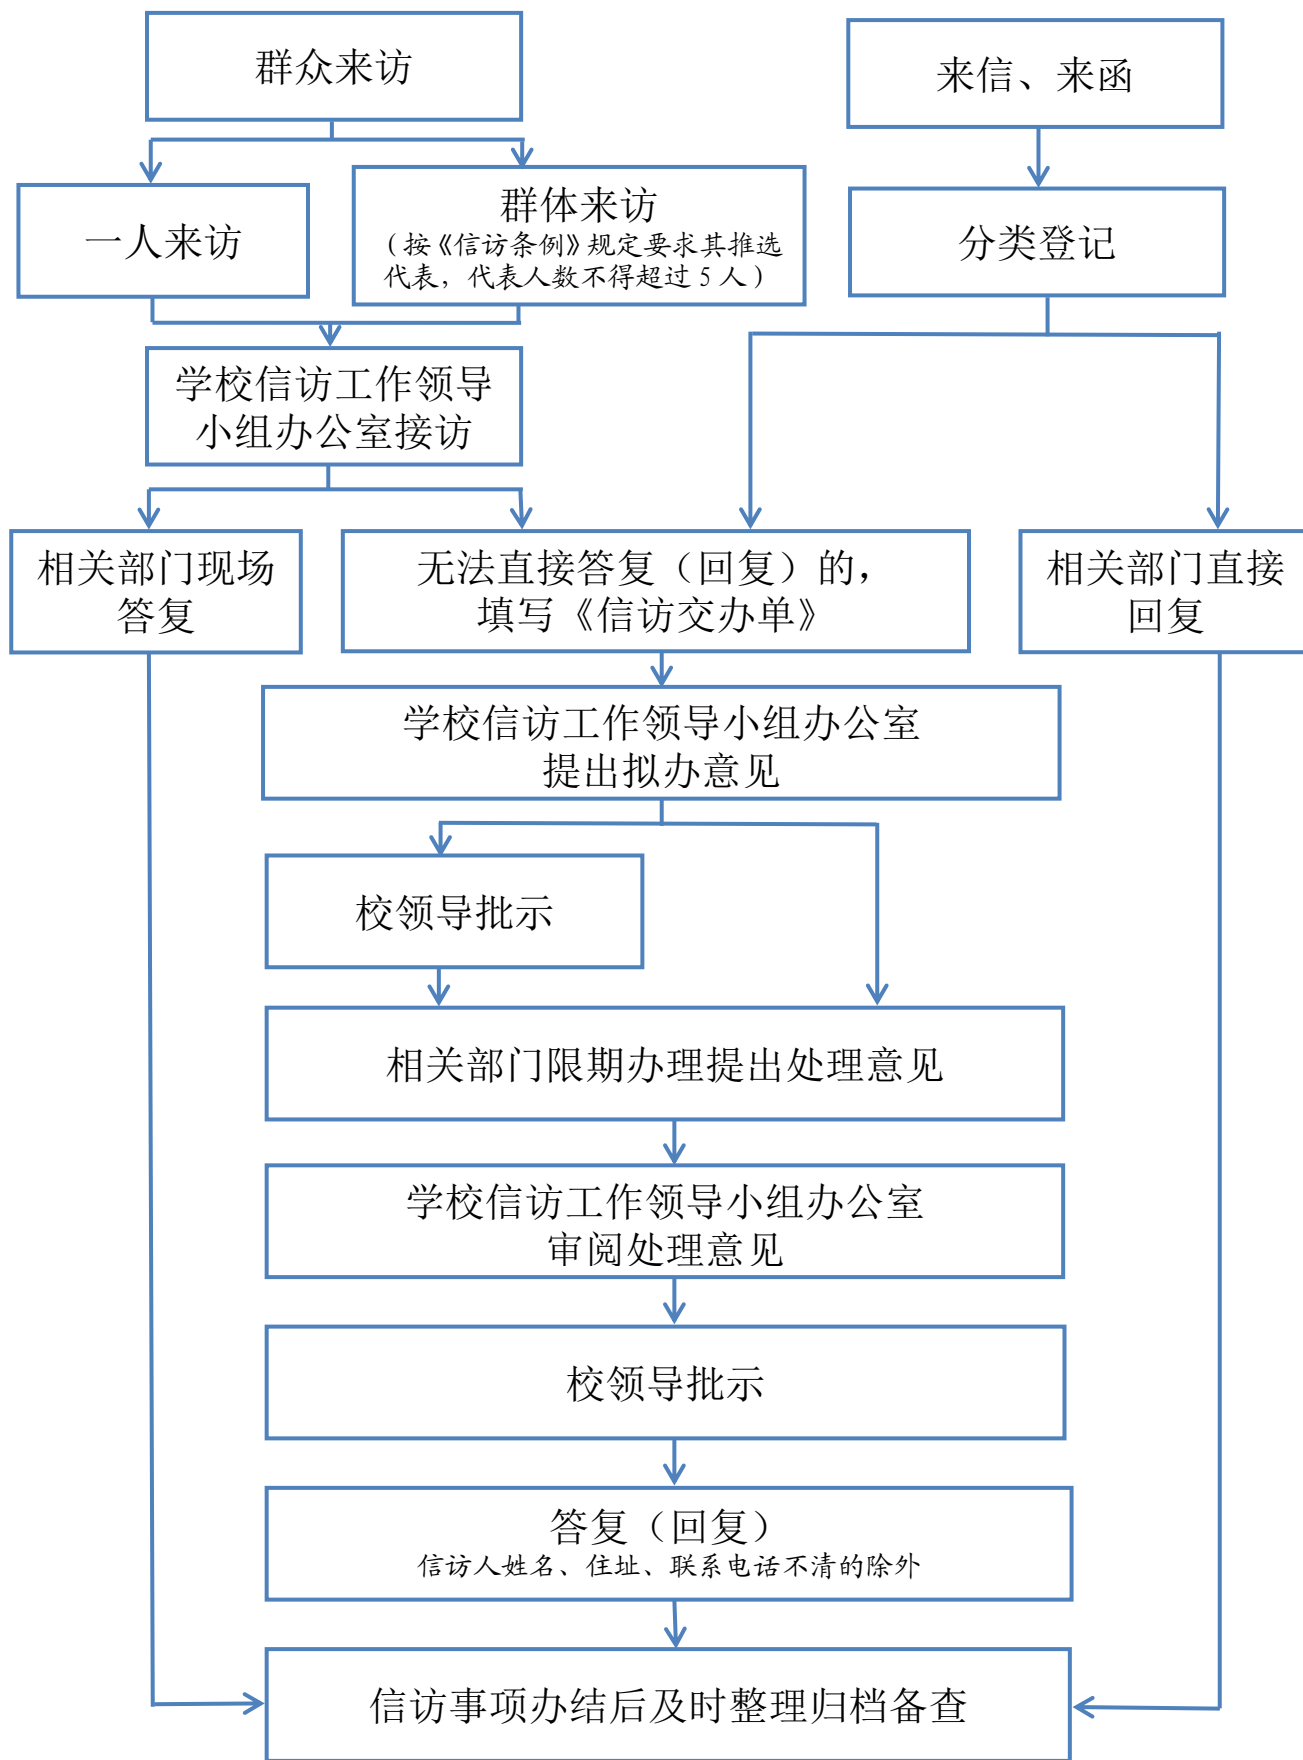 群众来访
来信、来函
一人来访
群体来访
（按《信访条例》规定要求其推选
代表，代表人数不得超过 5 人）
分类登记
学校信访工作领导
小组办公室接访
相关部门现场
答复
无法直接答复（回复）的，
填写《信访交办单》
相关部门直接
回复
学校信访工作领导小组办公室
提出拟办意见
校领导批示
相关部门限期办理提出处理意见
学校信访工作领导小组办公室
审阅处理意见
校领导批示
答复（回复）
信访人姓名、住址、联系电话不清的除外
信访事项办结后及时整理归档备查